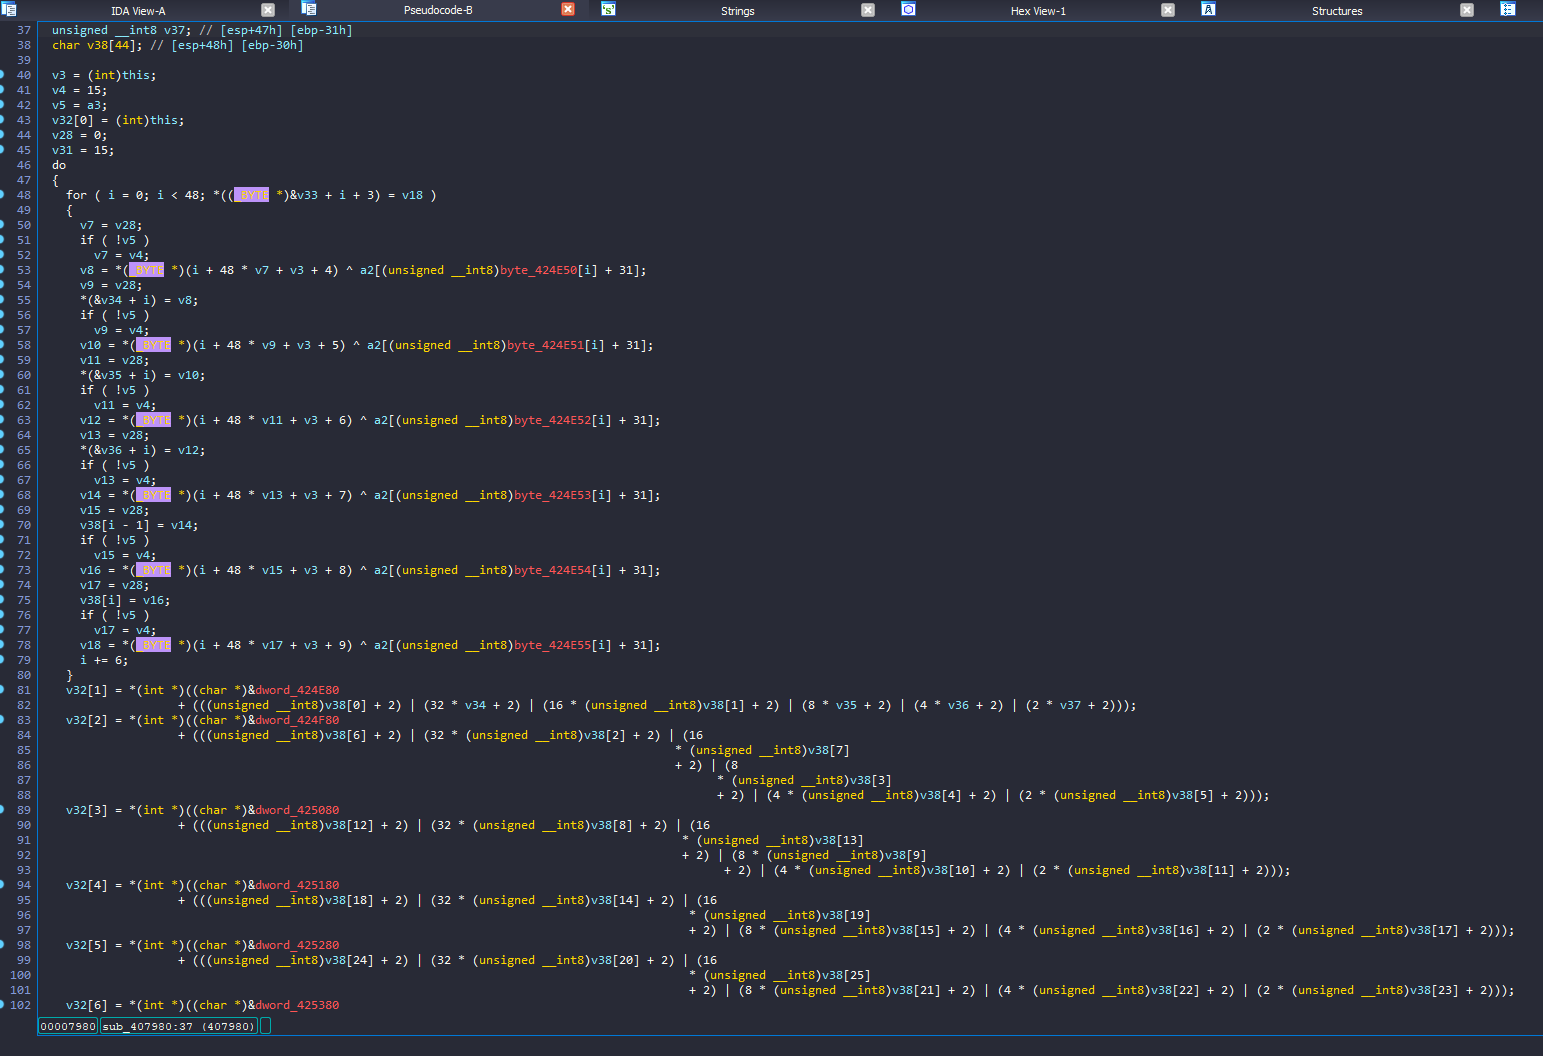 IDA View-A Pseudocode-B Strings Hex View-1 Structures
37 unsigned __int8 v37; // [esp+47h] [ebp-31h]
38 char v38[44]; // [esp+48h] [ebp-30h]
39
40 v3 = (int)this;
41 v4 = 15;
42 v5 = a3;
43 v32[0] = (int)this;
44 v28 = 0;
45 v31 = 15;
46 do
47 {
48 for ( i = 0; i < 48; *((_BYTE *)&v33 + i + 3) = v18 )
49 {
50 v7 = v28;
51 if ( !v5 )
52 v7 = v4;
53 v8 = *(_BYTE *)(i + 48 * v7 + v3 + 4) ^ a2[(unsigned __int8)byte_424E50[i] + 31];
54 v9 = v28;
55 *(&v34 + i) = v8;
56 if ( !v5 )
57 v9 = v4;
58 v10 = *(_BYTE *)(i + 48 * v9 + v3 + 5) ^ a2[(unsigned __int8)byte_424E51[i] + 31];
59 v11 = v28;
60 *(&v35 + i) = v10;
61 if ( !v5 )
62 v11 = v4;
63 v12 = *(_BYTE *)(i + 48 * v11 + v3 + 6) ^ a2[(unsigned __int8)byte_424E52[i] + 31];
64 v13 = v28;
65 *(&v36 + i) = v12;
66 if ( !v5 )
67 v13 = v4;
68 v14 = *(_BYTE *)(i + 48 * v13 + v3 + 7) ^ a2[(unsigned __int8)byte_424E53[i] + 31];
69 v15 = v28;
70 v38[i - 1] = v14;
71 if ( !v5 )
72 v15 = v4;
73 v16 = *(_BYTE *)(i + 48 * v15 + v3 + 8) ^ a2[(unsigned __int8)byte_424E54[i] + 31];
74 v17 = v28;
75 v38[i] = v16;
76 if ( !v5 )
77 v17 = v4;
78 v18 = *(_BYTE *)(i + 48 * v17 + v3 + 9) ^ a2[(unsigned __int8)byte_424E55[i] + 31];
79 i += 6;
80 }
81 v32[1] = *(int *)((char *)&dword_424E80
82 + (((unsigned __int8)v38[0] + 2) | (32 * v34 + 2) | (16 * (unsigned __int8)v38[1] + 2) | (8 * v35 + 2) | (4 * v36 + 2) | (2 * v37 + 2)));
83 v32[2] = *(int *)((char *)&dword_424F80
84 + (((unsigned __int8)v38[6] + 2) | (32 * (unsigned __int8)v38[2] + 2) | (16
85 * (unsigned __int8)v38[7]
86 + 2) | (8
87 * (unsigned __int8)v38[3]
88 + 2) | (4 * (unsigned __int8)v38[4] + 2) | (2 * (unsigned __int8)v38[5] + 2)));
89 v32[3] = *(int *)((char *)&dword_425080
90 + (((unsigned __int8)v38[12] + 2) | (32 * (unsigned __int8)v38[8] + 2) | (16
91 * (unsigned __int8)v38[13]
92 + 2) | (8 * (unsigned __int8)v38[9]
93 + 2) | (4 * (unsigned __int8)v38[10] + 2) | (2 * (unsigned __int8)v38[11] + 2)));
94 v32[4] = *(int *)((char *)&dword_425180
95 + (((unsigned __int8)v38[18] + 2) | (32 * (unsigned __int8)v38[14] + 2) | (16
96 * (unsigned __int8)v38[19]
97 + 2) | (8 * (unsigned __int8)v38[15] + 2) | (4 * (unsigned __int8)v38[16] + 2) | (2 * (unsigned __int8)v38[17] + 2)));
98 v32[5] = *(int *)((char *)&dword_425280
99 + (((unsigned __int8)v38[24] + 2) | (32 * (unsigned __int8)v38[20] + 2) | (16
100 * (unsigned __int8)v38[25]
101 + 2) | (8 * (unsigned __int8)v38[21] + 2) | (4 * (unsigned __int8)v38[22] + 2) | (2 * (unsigned __int8)v38[23] + 2)));
102 v32[6] = *(int *)((char *)&dword_425380
00007980 sub_407980:37 (407980)